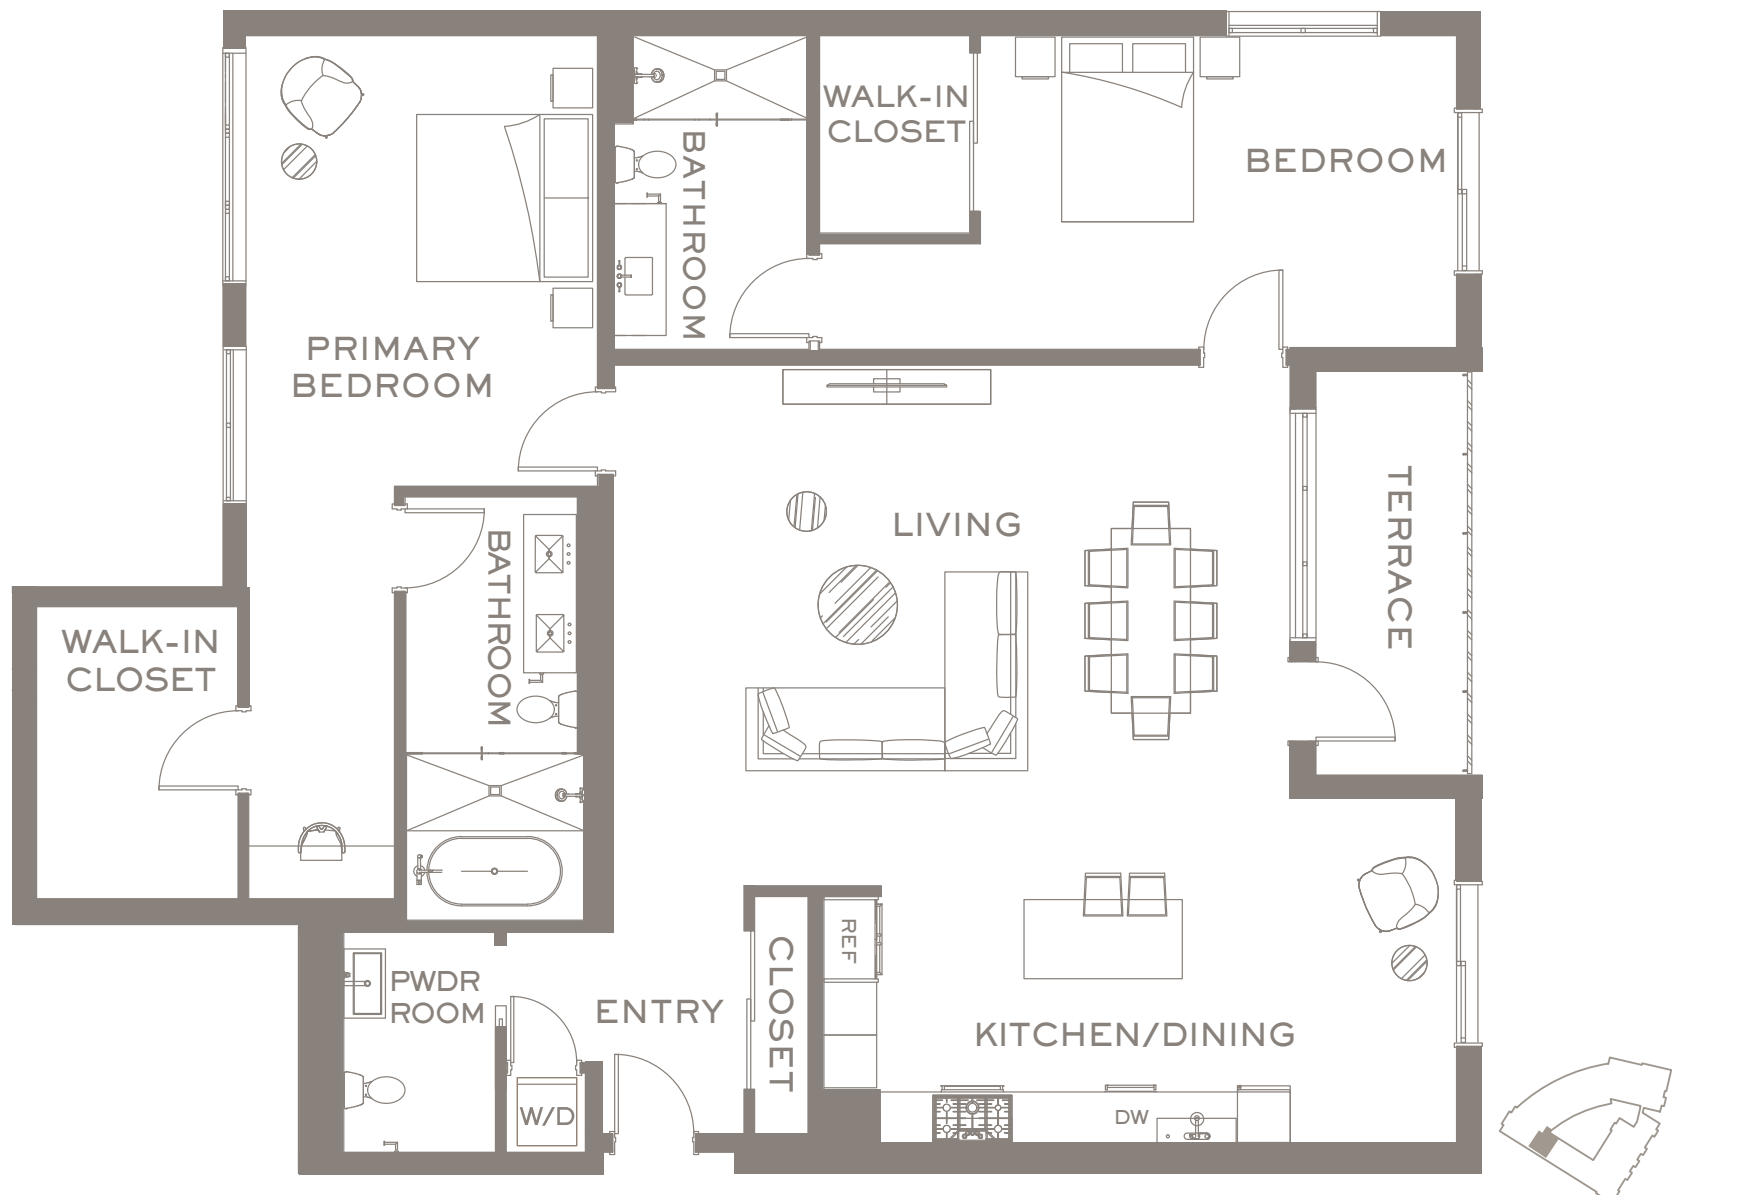 WALK-IN
CLOSET
BEDROOM
BATHROOM
PRIMARY
BEDROOM
LIVING
TERRACE
BATHROOM
WALK-IN
CLOSET
REF
CLOSET
PWDR
ROOM
ENTRY
KITCHEN/DINING
W/D
DW